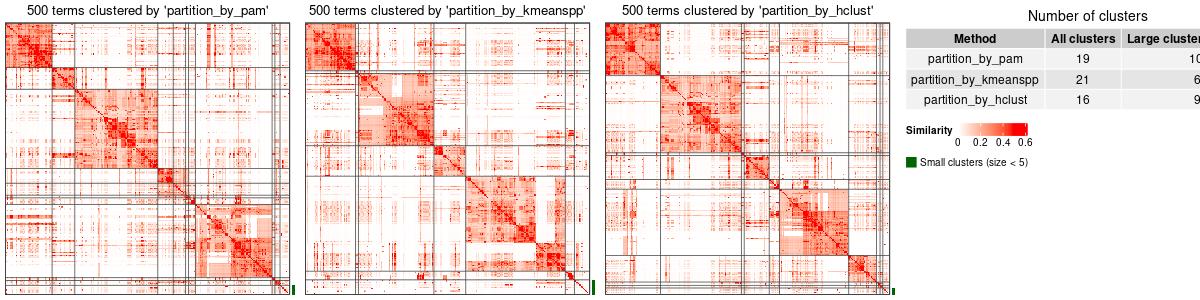 500 terms clustered by 'partition_by_pam'
500 terms clustered by 'partition_by_kmeanspp'
500 terms clustered by 'partition_by_hclust'
Number of clusters
Method All clusters Large cluster
partition_by_pam 19 10
partition_by_kmeanspp 21 6
partition_by_hclust 16 9
Similarity
0 0.2 0.4 0.6
Small clusters (size < 5)